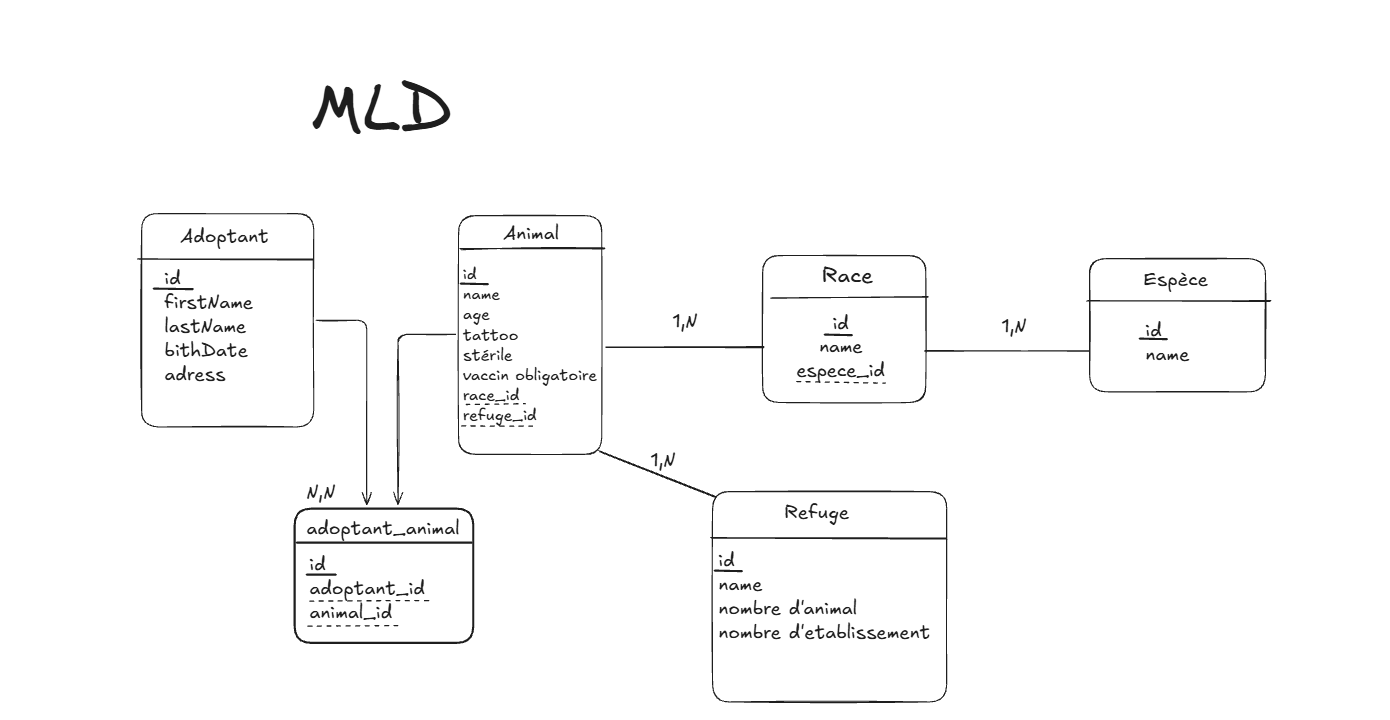 MLD
Adoptant
id
firstName
lastName
bithDate
adress
Animal
id
name
age
tattoo
stérile
vaccin obligatoire
race_id
refuge_id
1,N
Race
id
name
espece_id
1,N
Espèce
id
name
N,N
adoptant_animal
id
adoptant_id
animal_id
1,N
Refuge
id
name
nombre d'animal
nombre d'etablissement